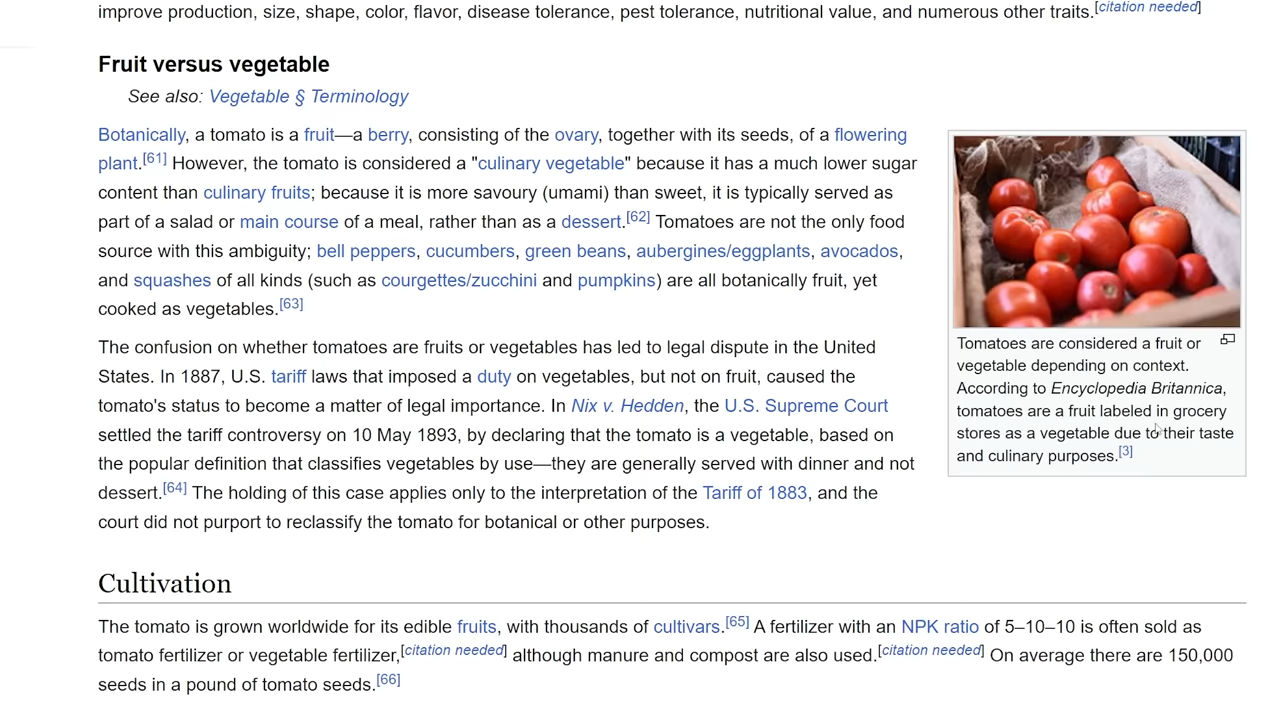 improve production, size, shape, color, flavor, disease tolerance, pest tolerance, nutritional value, and numerous other traits.[citation needed]
Fruit versus vegetable
See also: Vegetable § Terminology
Botanically, a tomato is a fruit—a berry, consisting of the ovary, together with its seeds, of a flowering
plant.[61] However, the tomato is considered a "culinary vegetable" because it has a much lower sugar
content than culinary fruits; because it is more savoury (umami) than sweet, it is typically served as
part of a salad or main course of a meal, rather than as a dessert.[62] Tomatoes are not the only food
source with this ambiguity; bell peppers, cucumbers, green beans, aubergines/eggplants, avocados,
and squashes of all kinds (such as courgettes/zucchini and pumpkins) are all botanically fruit, yet
cooked as vegetables.[63]
The confusion on whether tomatoes are fruits or vegetables has led to legal dispute in the United
States. In 1887, U.S. tariff laws that imposed a duty on vegetables, but not on fruit, caused the
tomato's status to become a matter of legal importance. In Nix v. Hedden, the U.S. Supreme Court
settled the tariff controversy on 10 May 1893, by declaring that the tomato is a vegetable, based on
the popular definition that classifies vegetables by use—they are generally served with dinner and not
dessert.[64] The holding of this case applies only to the interpretation of the Tariff of 1883, and the
court did not purport to reclassify the tomato for botanical or other purposes.
Tomatoes are considered a fruit or
vegetable depending on context.
According to Encyclopedia Britannica,
tomatoes are a fruit labeled in grocery
stores as a vegetable due to their taste
and culinary purposes.[3]
Cultivation
The tomato is grown worldwide for its edible fruits, with thousands of cultivars.[65] A fertilizer with an NPK ratio of 5–10–10 is often sold as
tomato fertilizer or vegetable fertilizer,[citation needed] although manure and compost are also used.[citation needed] On average there are 150,000
seeds in a pound of tomato seeds.[66]